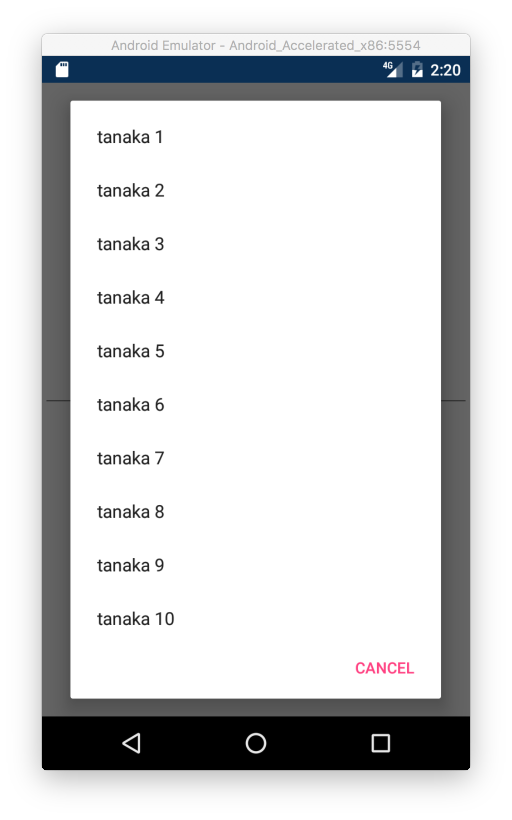 Android Emulator - Android_Accelerated_x86:5554
4G 2:20
tanaka 1
tanaka 2
tanaka 3
tanaka 4
tanaka 5
tanaka 6
tanaka 7
tanaka 8
tanaka 9
tanaka 10
CANCEL